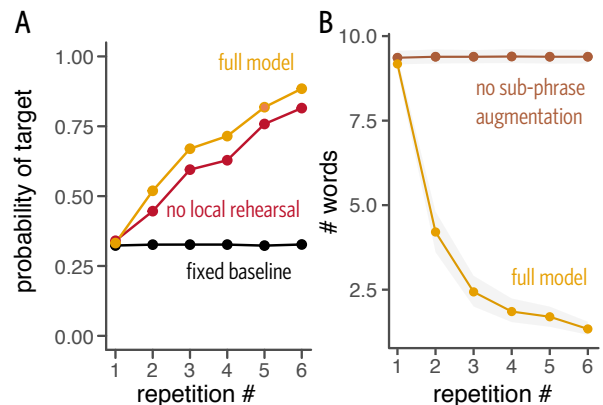 A
probability of target
1.00
0.75
0.50
0.25
0.00
full model
no local rehearsal
fixed baseline
1 2 3 4 5 6
repetition #
B
# words
10.0
7.5
5.0
2.5
no sub-phrase
augmentation
full model
1 2 3 4 5 6
repetition #